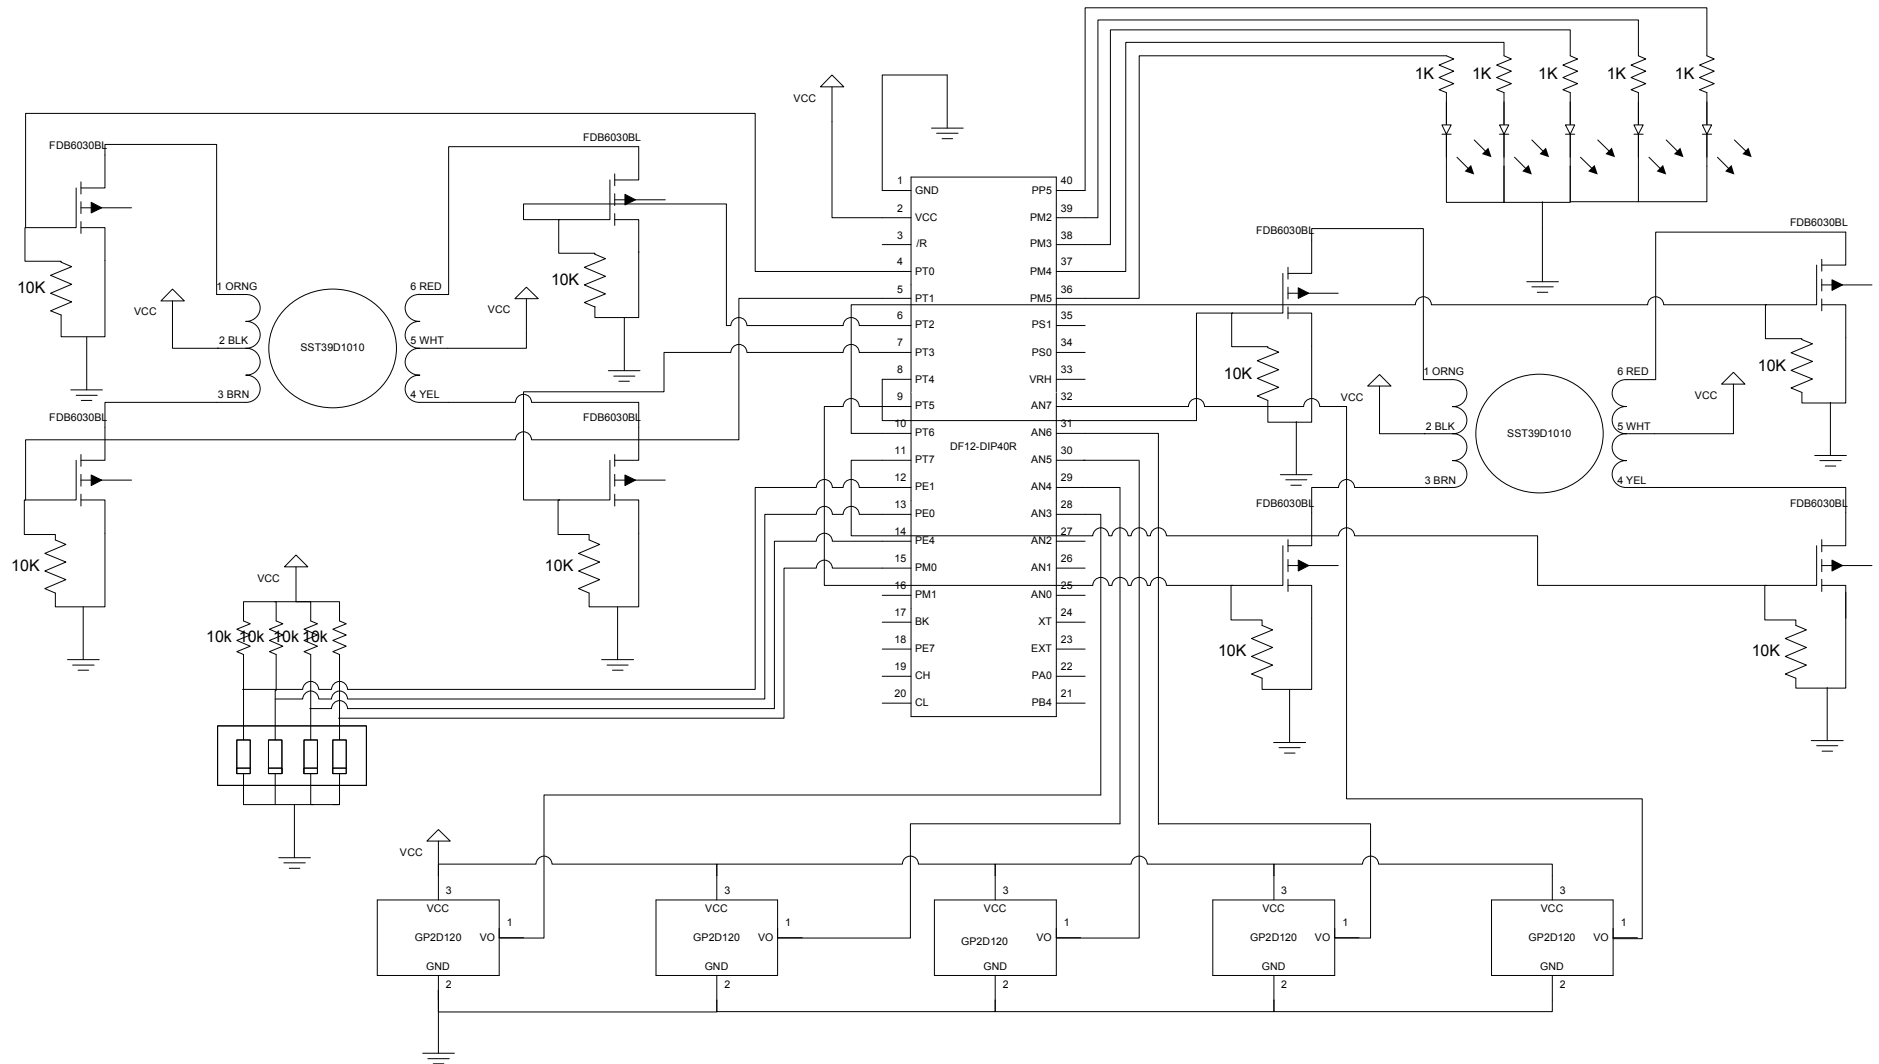 1K 1K 1K 1K 1K
VCC
FDB6030BL
FDB6030BL
10K
1 ORNG
VCC
2 BLK
3 BRN
SST39D1010
6 RED
VCC
5 WHT
4 YEL
10K
FDB6030BL
FDB6030BL
10K
10K
VCC
10k 10k 10k 10k
1 GND
2 VCC
3 /R
4 PT0
5 PT1
6 PT2
7 PT3
8 PT4
9 PT5
10 PT6
11 PT7
12 PE1
13 PE0
14 PE4
15 PM0
16 PM1
17 BK
18 PE7
19 CH
20 CL
DF12-DIP40R
PP5 40
PM2 39
PM3 38
PM4 37
PM5 36
PS1 35
PS0 34
VRH 33
AN7 32
AN6 31
AN5 30
AN4 29
AN3 28
AN2 27
AN1 26
AN0 25
XT 24
EXT 23
PA0 22
PB4 21
FDB6030BL
FDB6030BL
10K
1 ORNG
VCC
2 BLK
3 BRN
SST39D1010
6 RED
VCC
5 WHT
4 YEL
10K
FDB6030BL
FDB6030BL
10K
10K
VCC
3
VCC
GP2D120 VO 1
GND
2
3
VCC
GP2D120 VO 1
GND
2
3
VCC
GP2D120 VO 1
GND
2
3
VCC
GP2D120 VO 1
GND
2
3
VCC
GP2D120 VO 1
GND
2